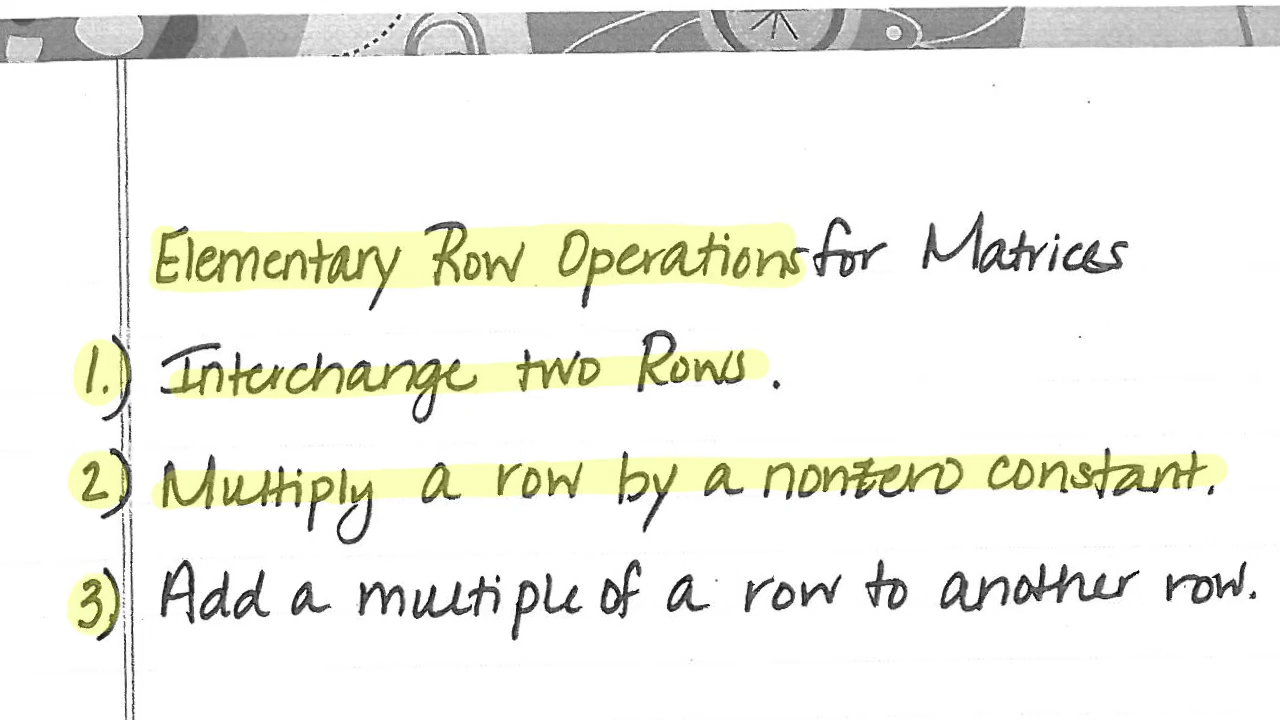 Elementary Row Operations for Matrices
1.) Interchange two Rows.
2) Multiply a row by a nonzero constant.
3) Add a multiple of a row to another row.